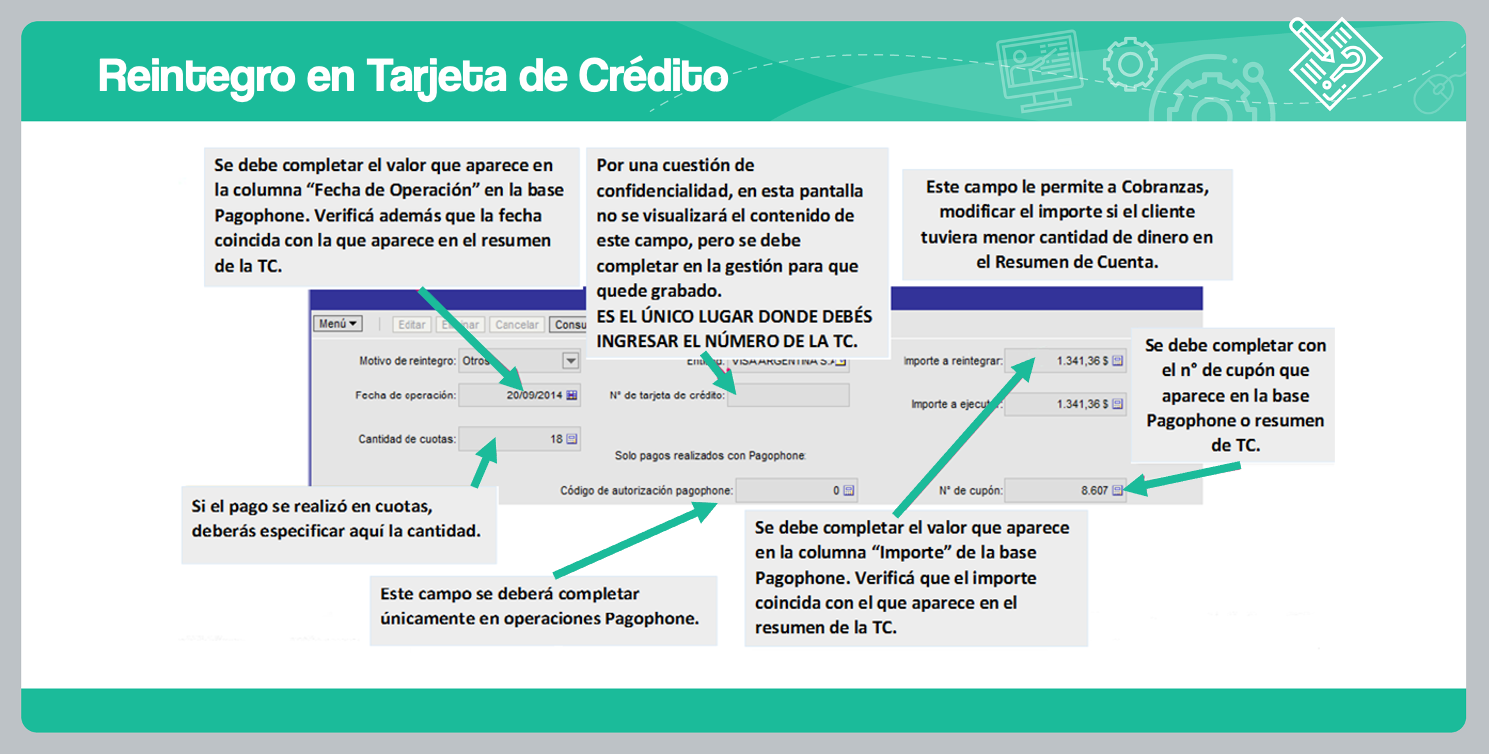 Reintegro en Tarjeta de Crédito
Se debe completar el valor que aparece en
la columna “Fecha de Operación” en la base
Pagophone. Verificá además que la fecha
coincida con la que aparece en el resumen
de la TC.
Por una cuestión de
confidencialidad, en esta pantalla
no se visualizará el contenido de
este campo, pero se debe
completar en la gestión para que
quede grabado.
ES EL ÚNICO LUGAR DONDE DEBÉS
INGRESAR EL NÚMERO DE LA TC.
Este campo le permite a Cobranzas,
modificar el importe si el cliente
tuviera menor cantidad de dinero en
el Resumen de Cuenta.
Menú Editar Cancelar
Motivo de reintegro: Otros
VISA ARGENTINA S.A
Importe a reintegrar: 1.341,36 $
Fecha de operación: 20/09/2014
N° de tarjeta de crédito:
Importe a ejecutar: 1.341,36 $
Cantidad de cuotas: 18
Solo pagos realizados con Pagophone:
Código de autorización pagophone: 0
N° de cupón: 8.607
Se debe completar con
el n° de cupón que
aparece en la base
Pagophone o resumen
de TC.
Si el pago se realizó en cuotas,
deberás especificar aquí la cantidad.
Este campo se deberá completar
únicamente en operaciones Pagophone.
Se debe completar el valor que aparece
en la columna “Importe” de la base
Pagophone. Verificá que el importe
coincida con el que aparece en el
resumen de la TC.